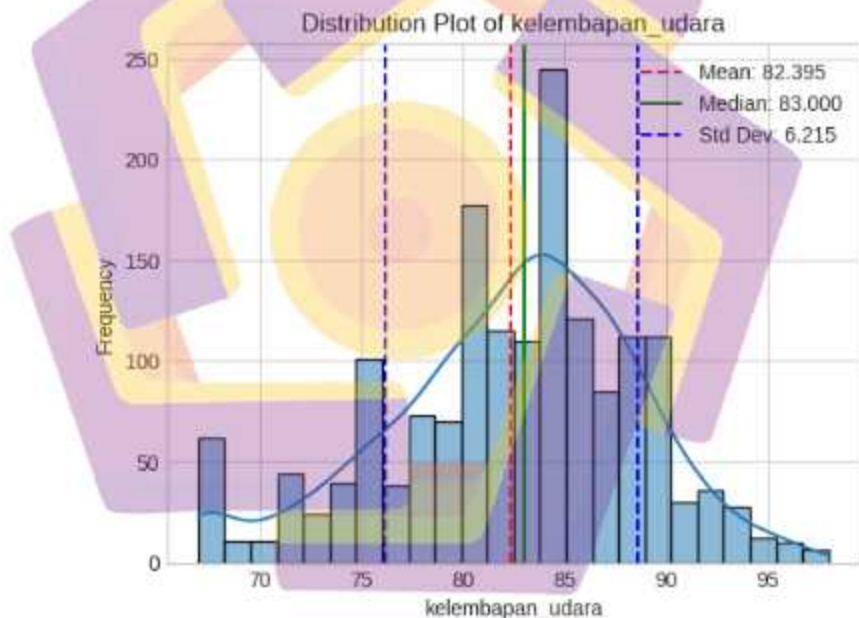 Distribution Plot of kelembapan_udara
Mean: 82.395
Median: 83.000
Std Dev: 6.215
Frequency
250
200
150
100
50
0
70 75 80 85 90 95
kelembapan_udara